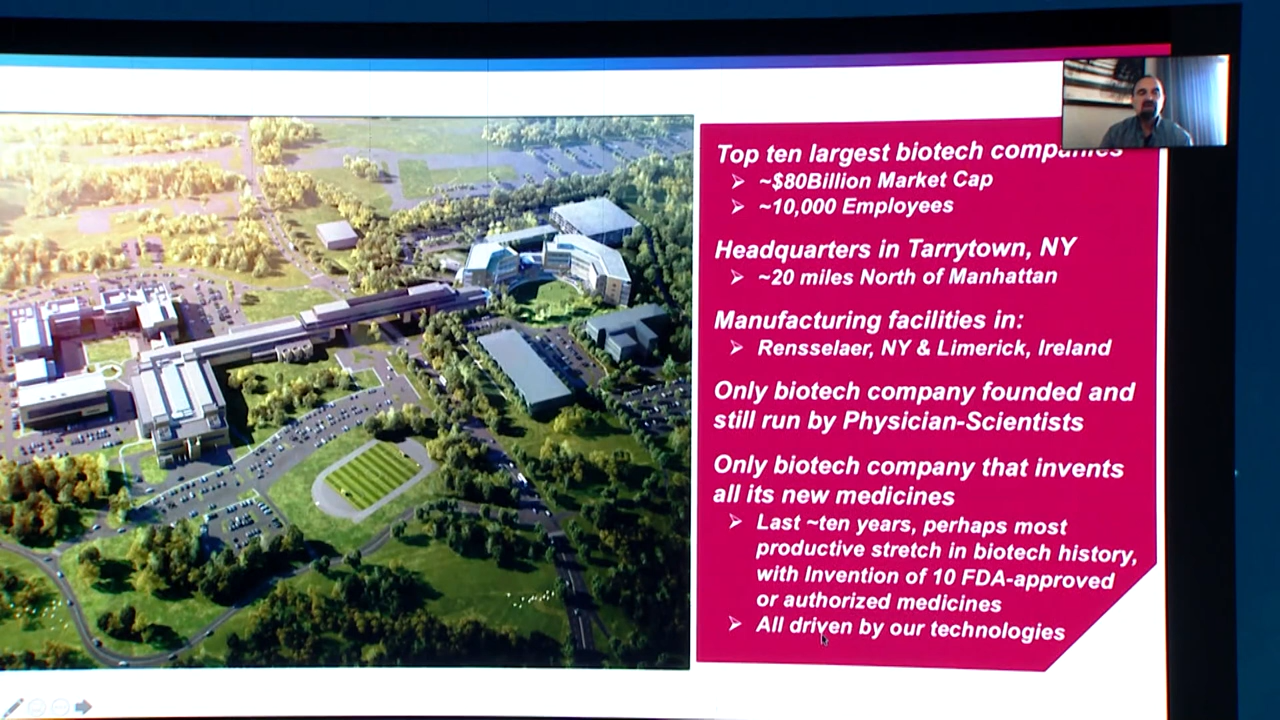 Top ten largest biotech companies
➢ ~$80Billion Market Cap
➢ ~10,000 Employees
Headquarters in Tarrytown, NY
➢ ~20 miles North of Manhattan
Manufacturing facilities in:
➢ Rensselaer, NY & Limerick, Ireland
Only biotech company founded and
still run by Physician-Scientists
Only biotech company that invents
all its new medicines
➢ Last ~ten years, perhaps most
productive stretch in biotech history,
with Invention of 10 FDA-approved
or authorized medicines
➢ All driven by our technologies